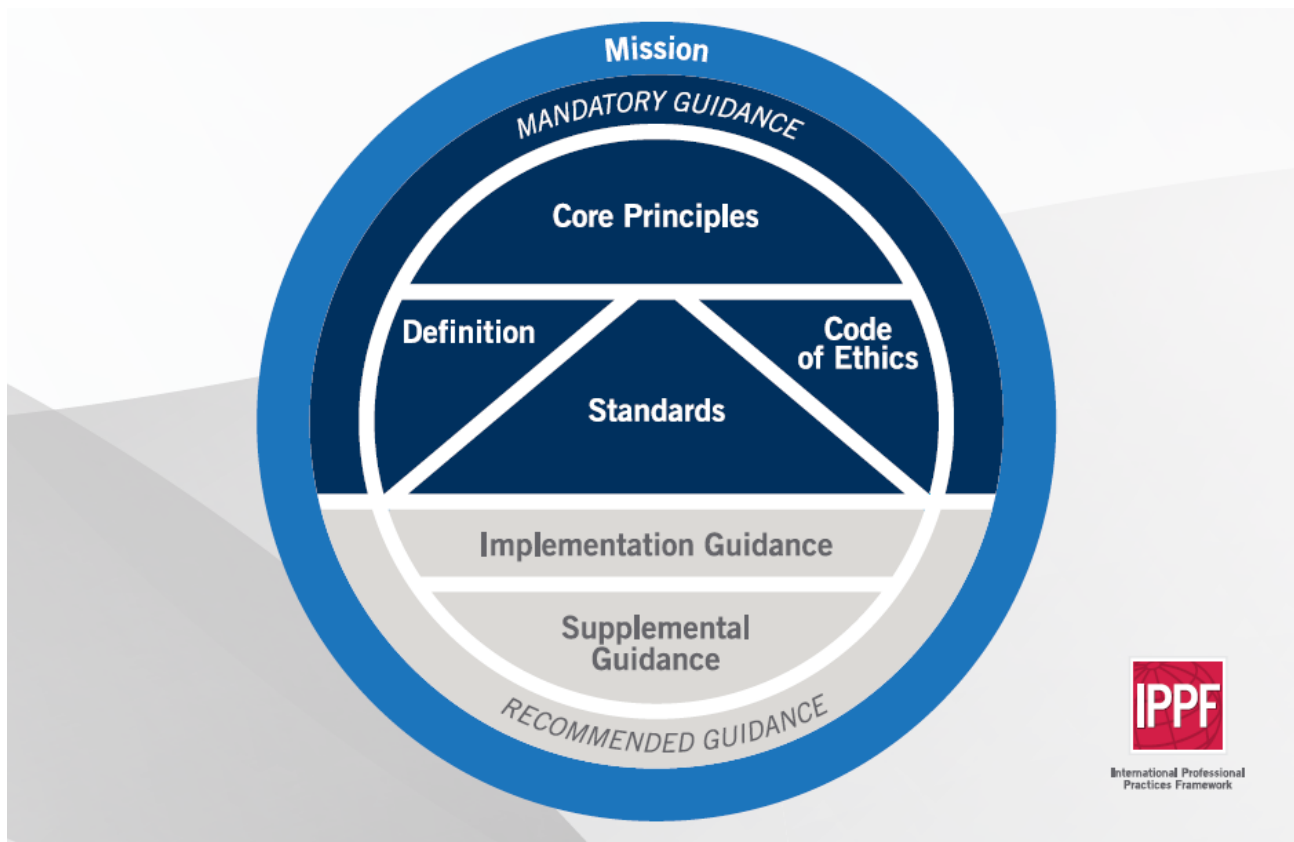 Mission
MANDATORY GUIDANCE
Core Principles
Definition
Code
of Ethics
Standards
Implementation Guidance
Supplemental
Guidance
RECOMMENDED GUIDANCE
IPPF
International Professional
Practices Framework